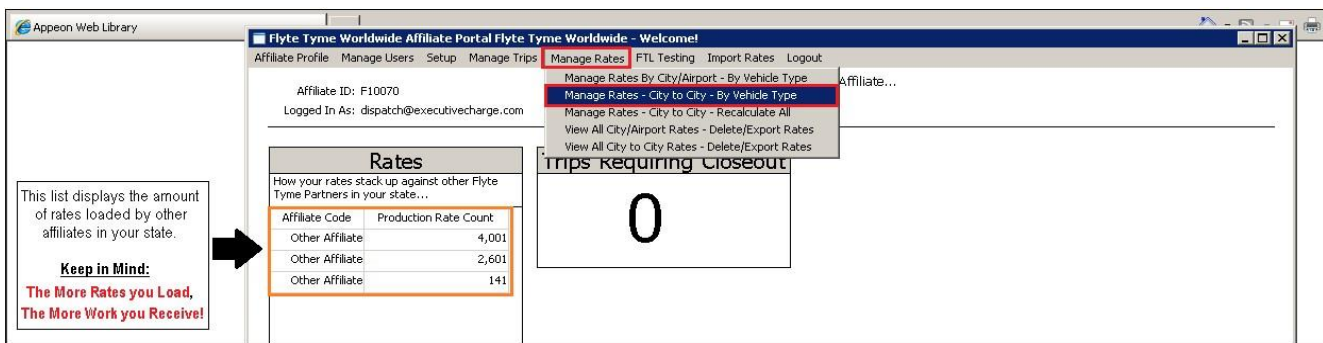 Appeon Web Library
Flyte Tyme Worldwide Affiliate Portal Flyte Tyme Worldwide - Welcome!
Affiliate Profile Manage Users Setup Manage Trips Manage Rates FTL Testing Import Rates Logout
Manage Rates By City/Airport - By Vehicle Type
Manage Rates - City to City - By Vehicle Type
Manage Rates - City to City - Recalculate All
View All City/Airport Rates - Delete/Export Rates
View All City to City Rates - Delete/Export Rates
Affiliate...
Affiliate ID: F10070
Logged In As: dispatch@executivecharge.com
Rates
How your rates stack up against other Flyte
Tyme Partners in your state...
Affiliate Code Production Rate Count
Other Affiliate 4,001
Other Affiliate 2,601
Other Affiliate 141
Trips Requiring Closeout
0
This list displays the amount
of rates loaded by other
affiliates in your state.
Keep in Mind:
The More Rates you Load,
The More Work you Receive!